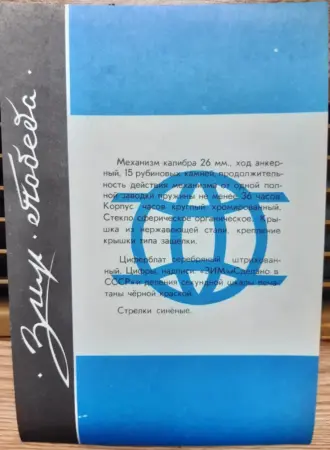 · Зим · Победа ·
Механизм калибра 26 мм., ход анкер-
ный, 15 рубиновых камней, продолжитель-
ность действия механизма от одной пол-
ной заводки пружины не менее 36 часов.
Корпус часов круглый хромированный.
Стекло сферическое органическое. Кры-
шка из нержавеющей стали, крепление
крышки типа защелки.
Циферблат серебряный штрихован-
ный. Цифры, надписи «ЗИМ» «Сделано в
СССР» и деления секундной шкалы печа-
таны чёрной краской.
Стрелки синёные.